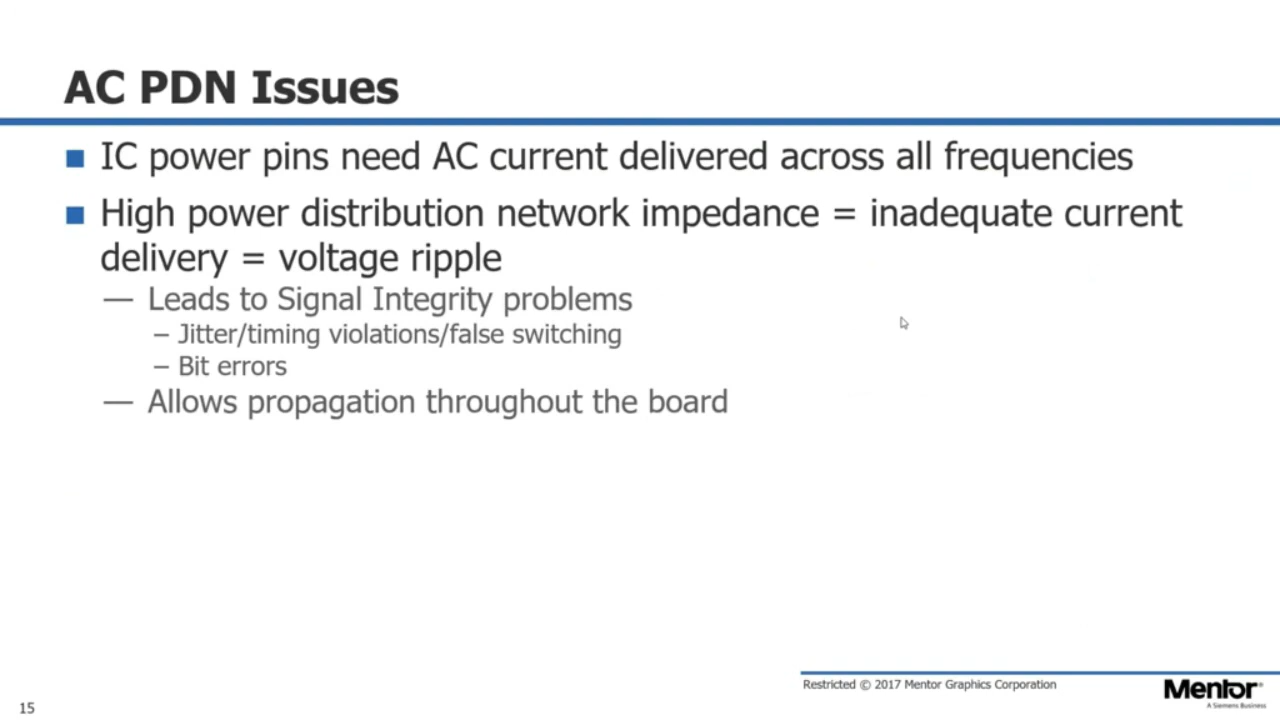 AC PDN Issues
IC power pins need AC current delivered across all frequencies
High power distribution network impedance = inadequate current
delivery = voltage ripple
— Leads to Signal Integrity problems
– Jitter/timing violations/false switching
– Bit errors
— Allows propagation throughout the board
Restricted © 2017 Mentor Graphics Corporation
Mentor®
A Siemens Business
15